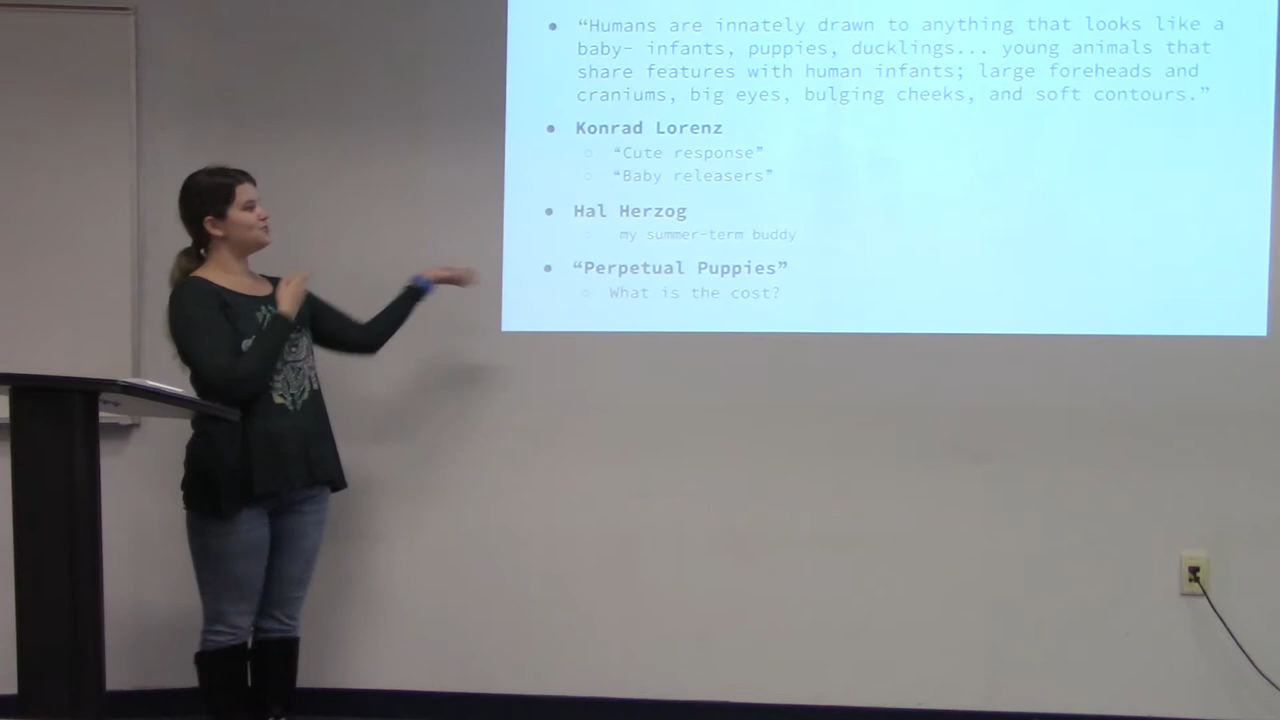 ● “Humans are innately drawn to anything that looks like a
baby- infants, puppies, ducklings... young animals that
share features with human infants; large foreheads and
craniums, big eyes, bulging cheeks, and soft contours.”
● Konrad Lorenz
○ “Cute response”
○ “Baby releasers”
● Hal Herzog
○ my summer-term buddy
● “Perpetual Puppies”
○ What is the cost?